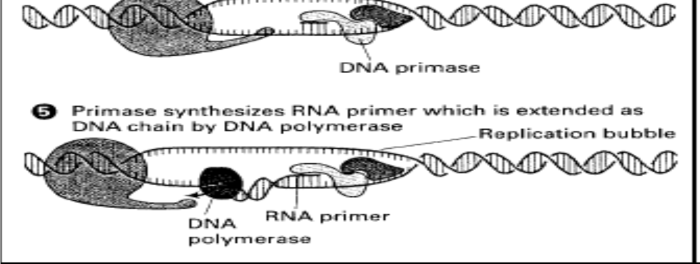 DNA primase
5 Primase synthesizes RNA primer which is extended as
DNA chain by DNA polymerase
Replication bubble
RNA primer
DNA
polymerase